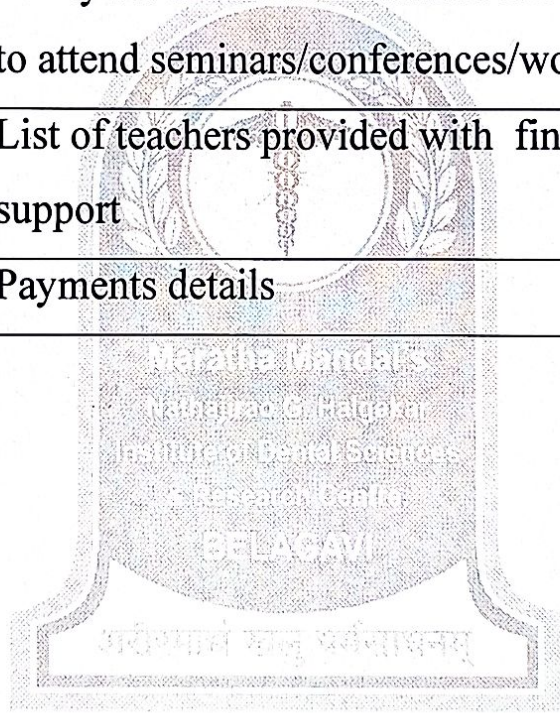 to attend seminars/conferences/wo
List of teachers provided with fin
support
Payments details
Maratha Mandal's
Nathajirao G. Halgekar
Institute of Dental Sciences
& Research Centre
BELAGAVI